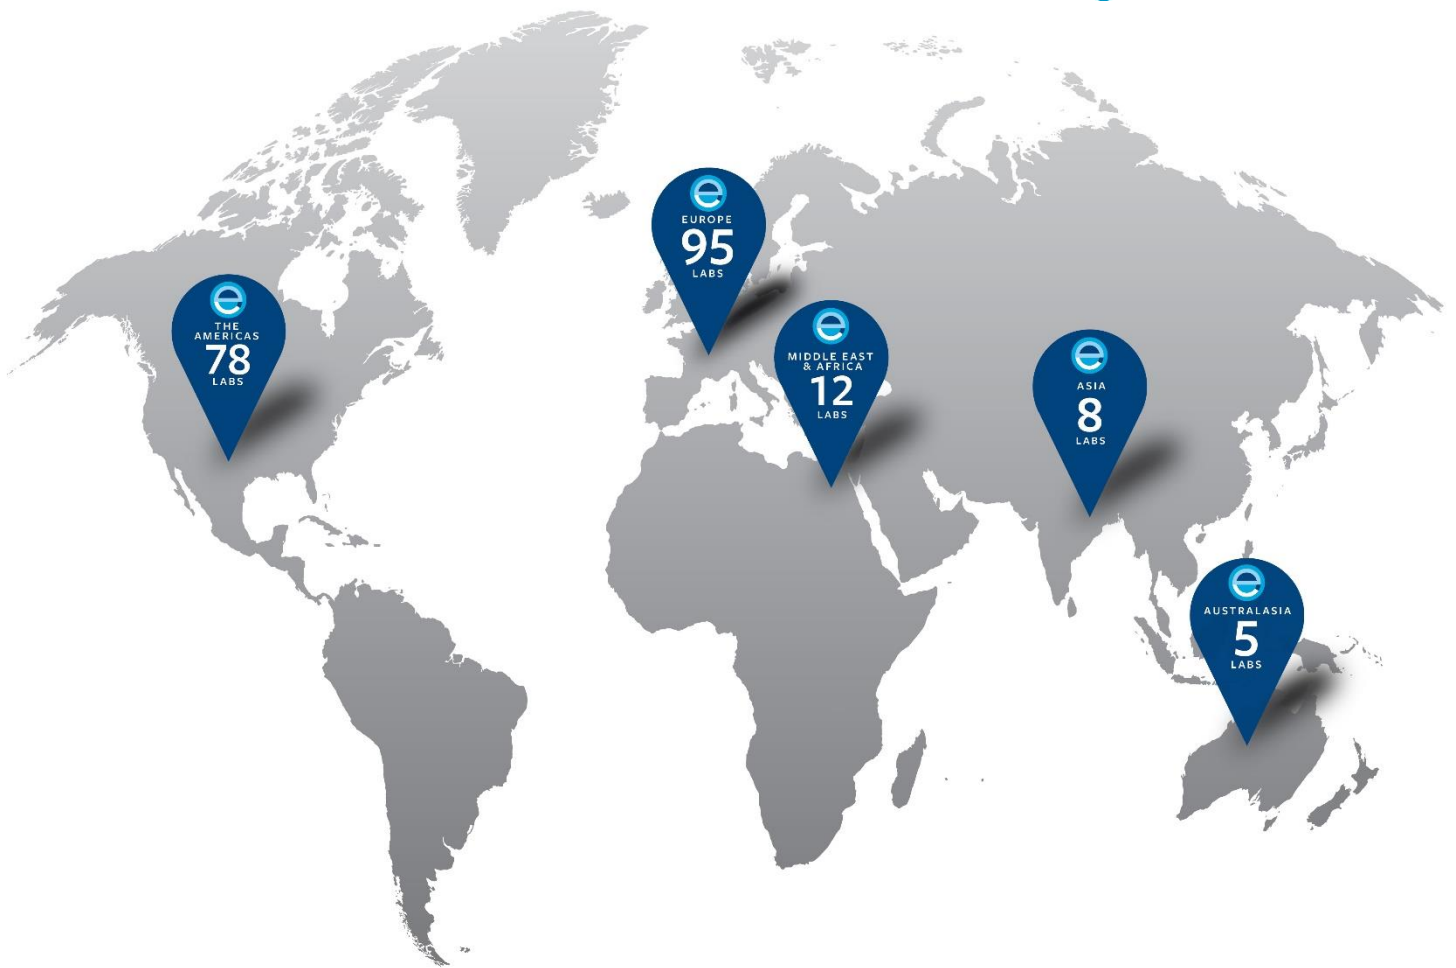 EUROPE
95
LABS
THE
AMERICAS
78
LABS
MIDDLE EAST
& AFRICA
12
LABS
ASIA
8
LABS
AUSTRALASIA
5
LABS